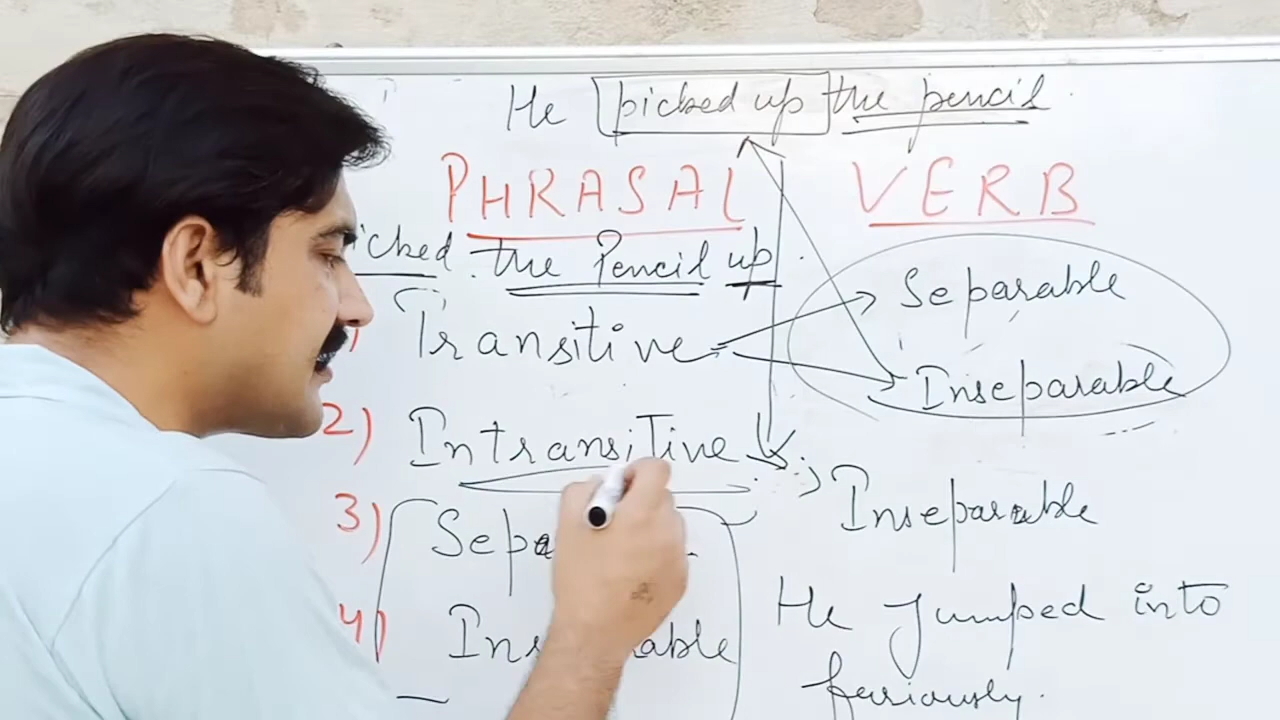 He picked up the pencil.
PHRASAL VERB
the Pencil up.
Separable
Transitive
Inseparable
2) Intransitive
Inseparable
3)
4)
He Jumped into
furiously.